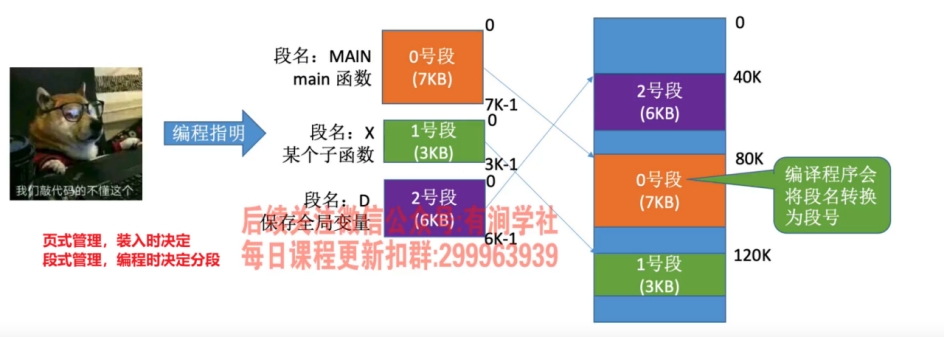 我们敲代码的不懂这个
页式管理，装入时决定
段式管理，编程时决定分段
编程指明
段名：MAIN
main 函数
段名：X
某个子函数
段名：D
保存全局变量
0
0号段
(7KB)
7K-1
0
1号段
(3KB)
3K-1
0
2号段
(6KB)
6K-1
后续关注微信公众号:有涧学社
每日课程更新扣群:299963939
0
40K
2号段
(6KB)
80K
0号段
(7KB)
120K
1号段
(3KB)
编译程序会
将段名转换
为段号